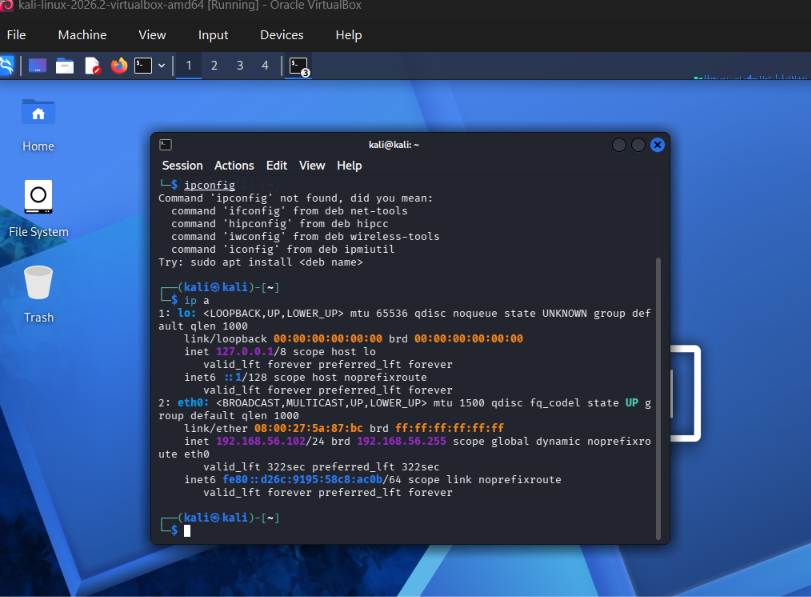 kali-linux-2026.2-virtualbox-amd64 [Running] - Oracle VirtualBox
File Machine View Input Devices Help
1 2 3 4 3
Home
File System
Trash
kali@kali: ~
Session Actions Edit View Help
└─$ ipconfig
Command 'ipconfig' not found, did you mean:
command 'ifconfig' from deb net-tools
command 'hipconfig' from deb hipcc
command 'iwconfig' from deb wireless-tools
command 'iconfig' from deb ipmiutil
Try: sudo apt install <deb name>
┌──(kali㉿kali)-[~]
└─$ ip a
1: lo: <LOOPBACK,UP,LOWER_UP> mtu 65536 qdisc noqueue state UNKNOWN group def
ault qlen 1000
link/loopback 00:00:00:00:00:00 brd 00:00:00:00:00:00
inet 127.0.0.1/8 scope host lo
valid_lft forever preferred_lft forever
inet6 ::1/128 scope host noprefixroute
valid_lft forever preferred_lft forever
2: eth0: <BROADCAST,MULTICAST,UP,LOWER_UP> mtu 1500 qdisc fq_codel state UP g
roup default qlen 1000
link/ether 08:00:27:5a:87:bc brd ff:ff:ff:ff:ff:ff
inet 192.168.56.102/24 brd 192.168.56.255 scope global dynamic noprefixro
ute eth0
valid_lft 322sec preferred_lft 322sec
inet6 fe80::d26c:9195:58c8:ac0b/64 scope link noprefixroute
valid_lft forever preferred_lft forever
┌──(kali㉿kali)-[~]
└─$